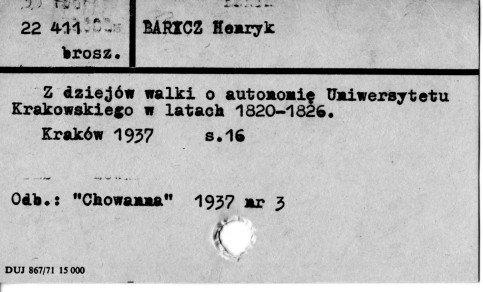 22 411
BARYCZ Henryk
brosz.
Z dziejów walki o autonomię Uniwersytetu
Krakowskiego w latach 1820-1826.
Kraków 1937 s.16
Odb.: "Chowanna" 1937 nr 3
DUJ 867/71 15 000